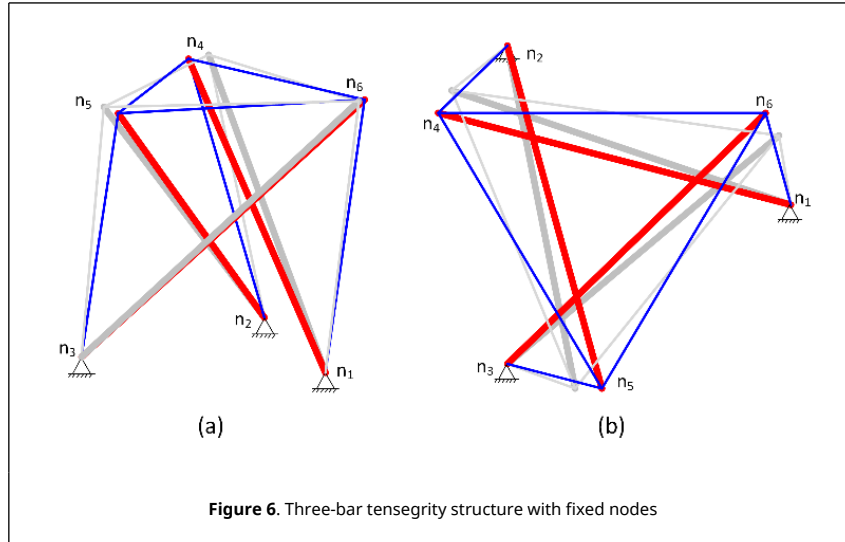 n4
n5
n6
n3
n2
n1
(a)
n2
n6
n4
n1
n3
n5
(b)
Figure 6. Three-bar tensegrity structure with fixed nodes